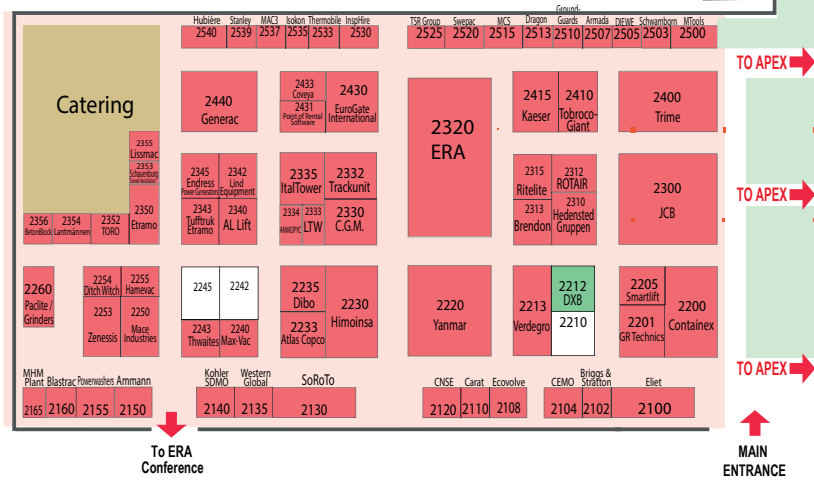 Hubière Stanley MAC3 Isokon Thermobile InspHire
2540 2539 2537 2535 2533 2530
Ground-
TSR Group Swepac MCS Dragon Guards Armada DIEWE Schwamborn MTools
2525 2520 2515 2513 2510 2507 2505 2503 2500
TO APEX
Catering
2440
Generac
2433
Coveya
2431
Point of Rental
Software
2430
EuroGate
International
2320
ERA
2415
Kaeser
2410
Tobroco-
Giant
2400
Trime
2355
Lissmac
2353
Schauenburg
2350
Etramo
2356
BetonBlock
2354
Lantmännen
2352
TORO
2345
Endress
Power Generators
2342
Lind
Equipment
2343
Tufftruk
Etramo
2340
AL Lift
2335
ItalTower
2332
Trackunit
2334
ANMOPYC
2333
LTW
2330
C.G.M.
2315
Ritelite
2312
ROTAIR
2313
Brendon
2310
Hedensted
Gruppen
2300
JCB
TO APEX
2260
Paclite /
Grinders
2254
Ditch Witch
2255
Hamevac
2253
Zenessis
2250
Mace
Industries
2245
2242
2243
Thwaites
2240
Max-Vac
2235
Dibo
2233
Atlas Copco
2230
Himoinsa
2220
Yanmar
2213
Verdegro
2212
DXB
2210
2205
Smartlift
2201
GR Technics
2200
Containex
TO APEX
MHM
Plant Blastrac Powerwashers Ammann
2165 2160 2155 2150
Kohler
SDMO
Western
Global
SoRoTo
2140 2135 2130
CNSE Carat Ecovolve
2120 2110 2108
CEMO
Briggs &
Stratton
Eliet
2104 2102 2100
To ERA
Conference
MAIN
ENTRANCE